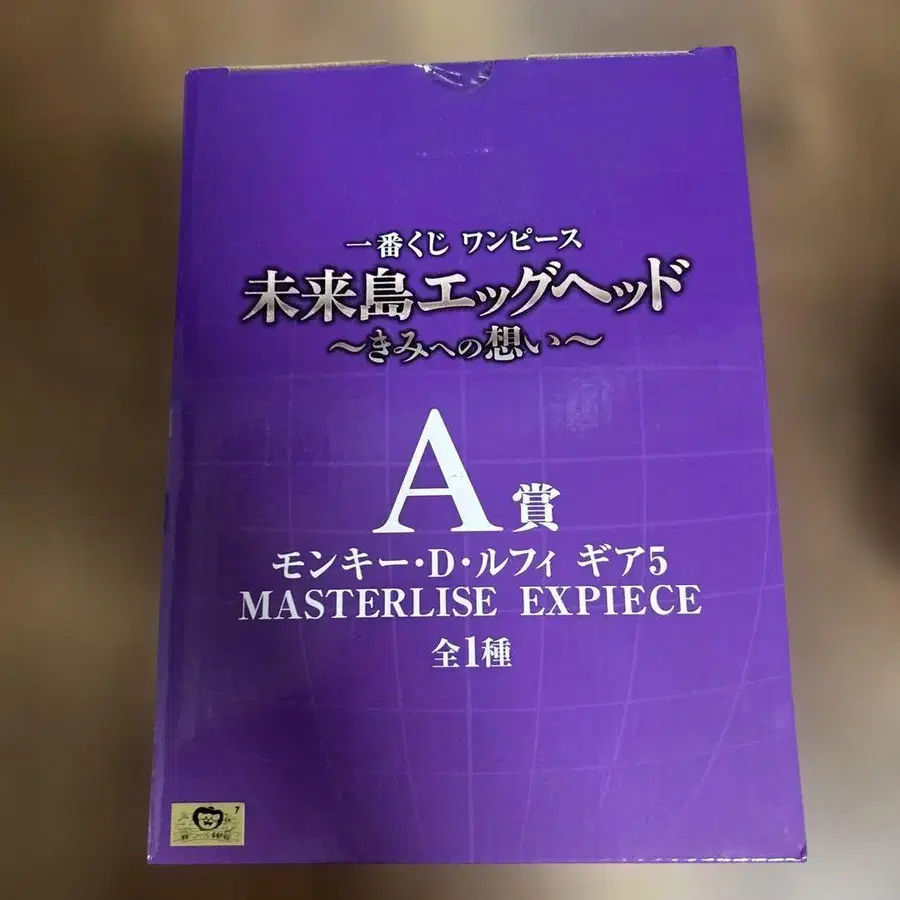 一番くじ ワンピース
未来島エッグヘッド
～きみへの想い～
A賞
モンキー・D・ルフィ ギア5
MASTERLISE EXPIECE
全1種
7